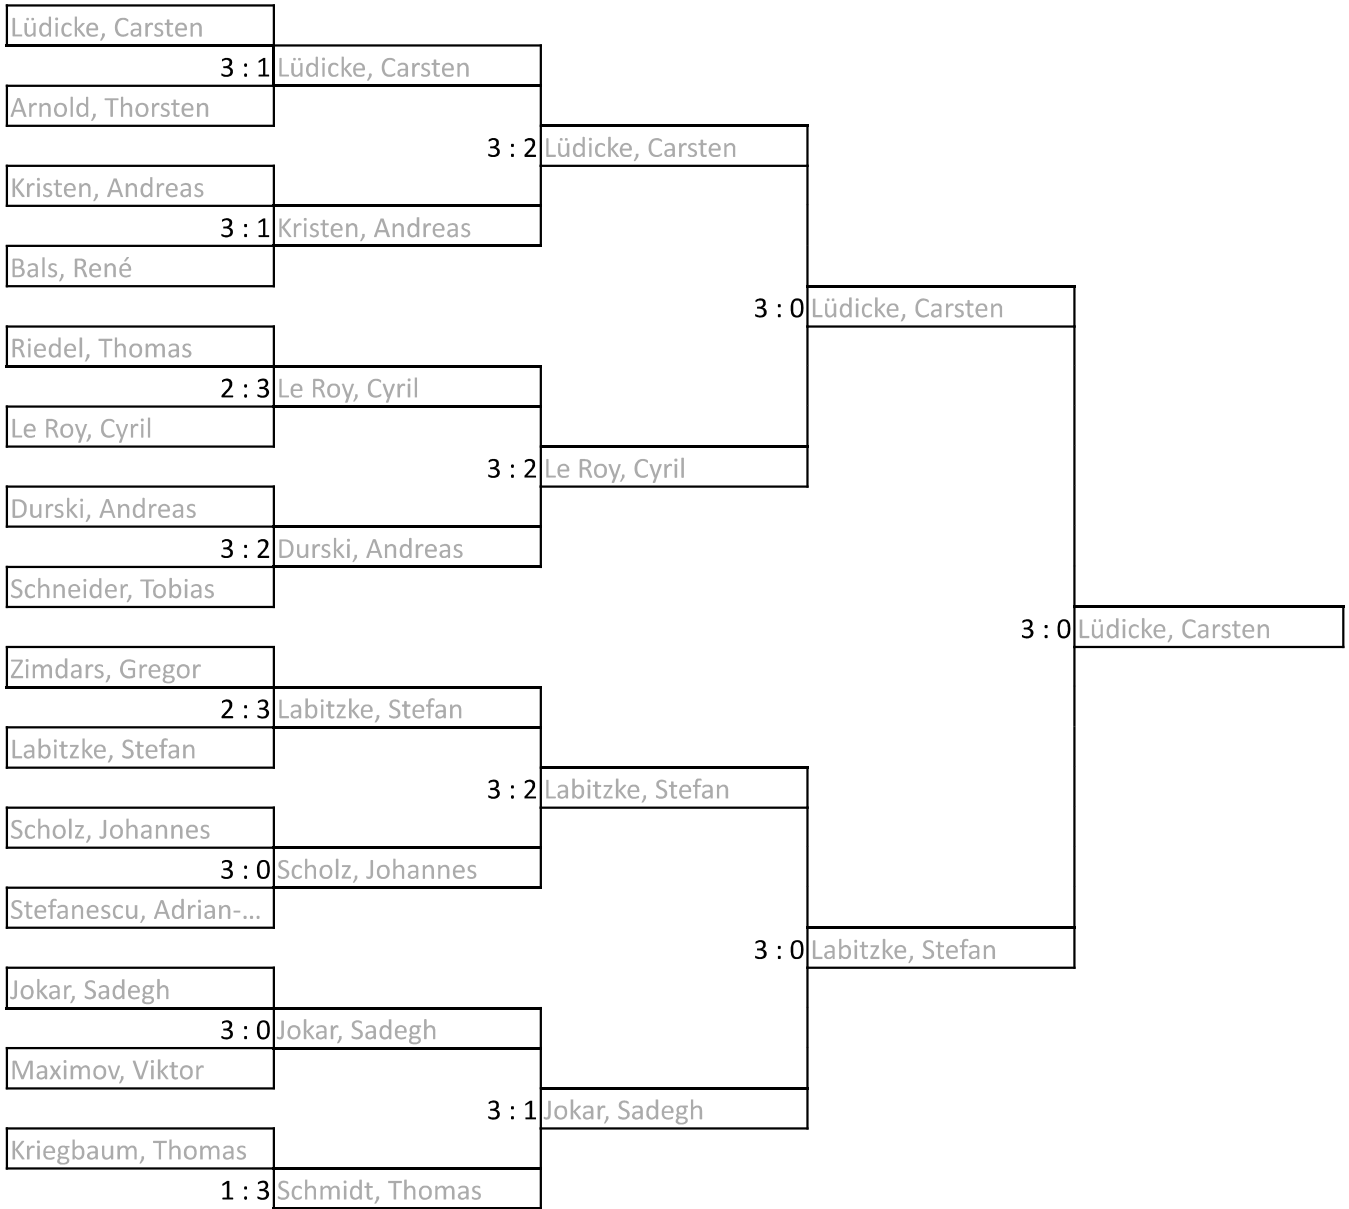 Lüdicke, Carsten
3 : 1 Lüdicke, Carsten
Arnold, Thorsten
3 : 2 Lüdicke, Carsten
Kristen, Andreas
3 : 1 Kristen, Andreas
Bals, René
3 : 0 Lüdicke, Carsten
Riedel, Thomas
2 : 3 Le Roy, Cyril
Le Roy, Cyril
3 : 2 Le Roy, Cyril
Durski, Andreas
3 : 2 Durski, Andreas
Schneider, Tobias
3 : 0 Lüdicke, Carsten
Zimdars, Gregor
2 : 3 Labitzke, Stefan
Labitzke, Stefan
3 : 2 Labitzke, Stefan
Scholz, Johannes
3 : 0 Scholz, Johannes
Stefanescu, Adrian-...
3 : 0 Labitzke, Stefan
Jokar, Sadegh
3 : 0 Jokar, Sadegh
Maximov, Viktor
3 : 1 Jokar, Sadegh
Kriegbaum, Thomas
1 : 3 Schmidt, Thomas